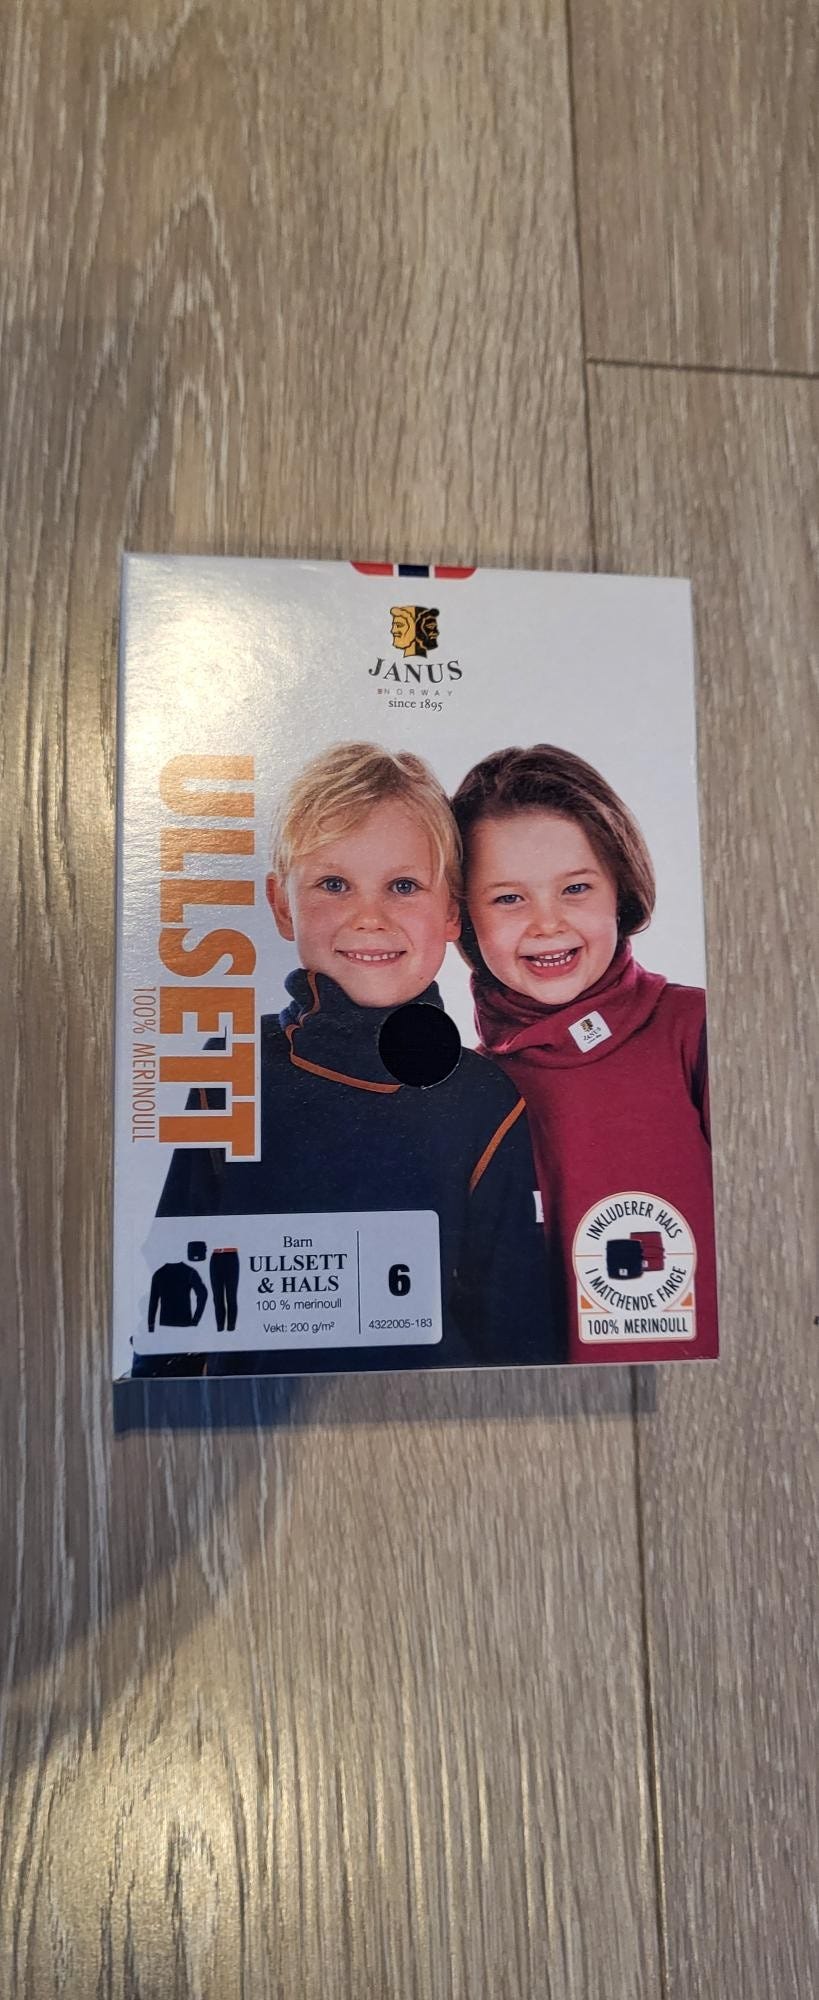 JANUS
NORWAY
since 1895
ULLSETT
100% MERINOULL
JANUS
Barn
ULLSETT
& HALS
100 % merinoull
Vekt: 200 g/m²
6
4322005-183
INKLUDERER HALS
I MATCHENDE FARGE
100% MERINOULL